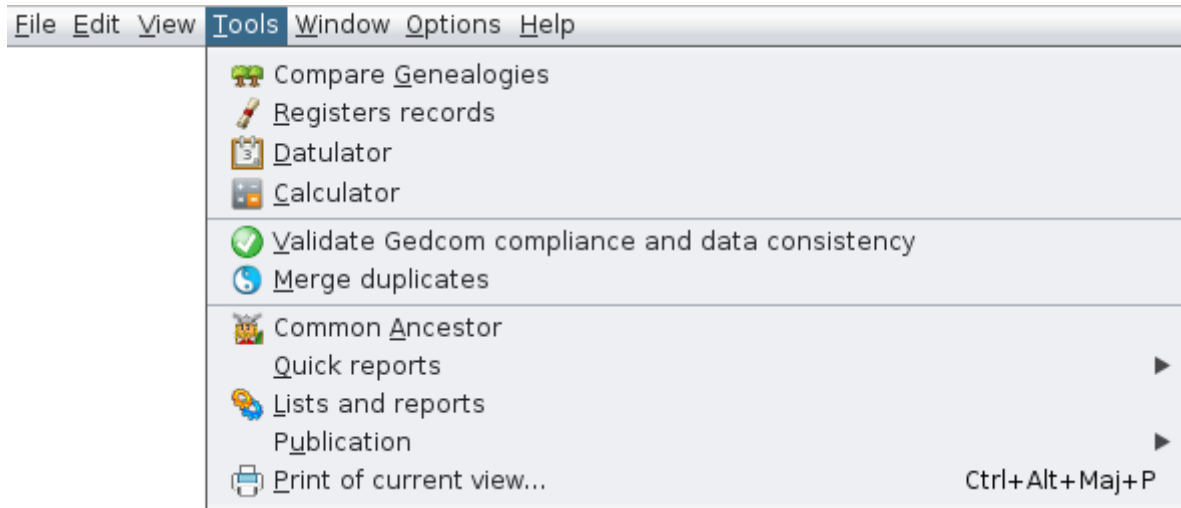 File Edit View Tools Window Options Help
Compare Genealogies
Registers records
Datulator
Calculator
Validate Gedcom compliance and data consistency
Merge duplicates
Common Ancestor
Quick reports
Lists and reports
Publication
Print of current view... Ctrl+Alt+Maj+P